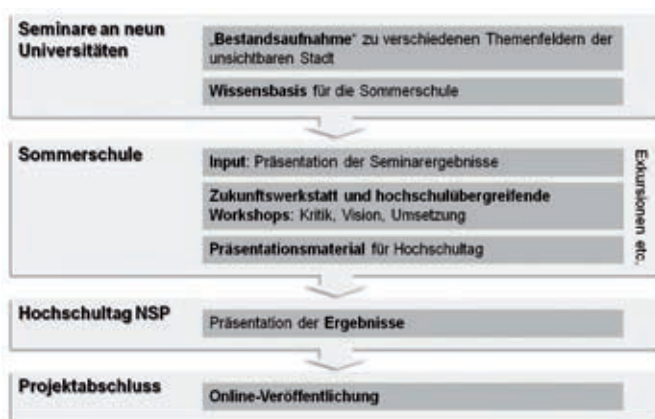 Seminare an neun
Universitäten
„Bestandsaufnahme“ zu verschiedenen Themenfeldern der
unsichtbaren Stadt
Wissensbasis für die Sommerschule
Sommerschule
Input: Präsentation der Seminarergebnisse
Zukunftswerkstatt und hochschulübergreifende
Workshops: Kritik, Vision, Umsetzung
Präsentationsmaterial für Hochschultag
Exkursionen etc.
Hochschultag NSP
Präsentation der Ergebnisse
Projektabschluss
Online-Veröffentlichung